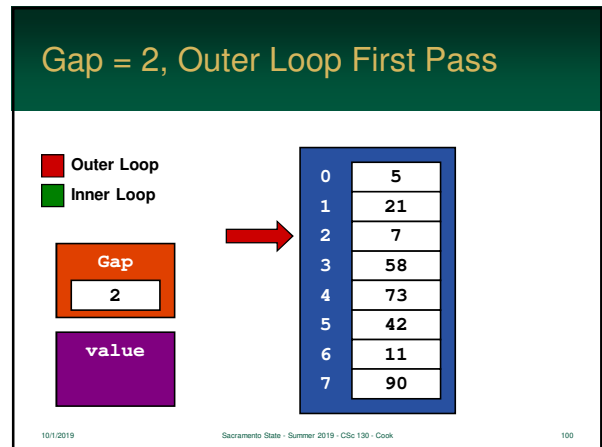 Gap = 2, Outer Loop First Pass
Outer Loop
Inner Loop
Gap
2
value
0 5
1 21
2 7
3 58
4 73
5 42
6 11
7 90
10/1/2019 Sacramento State - Summer 2019 - CSc 130 - Cook 100